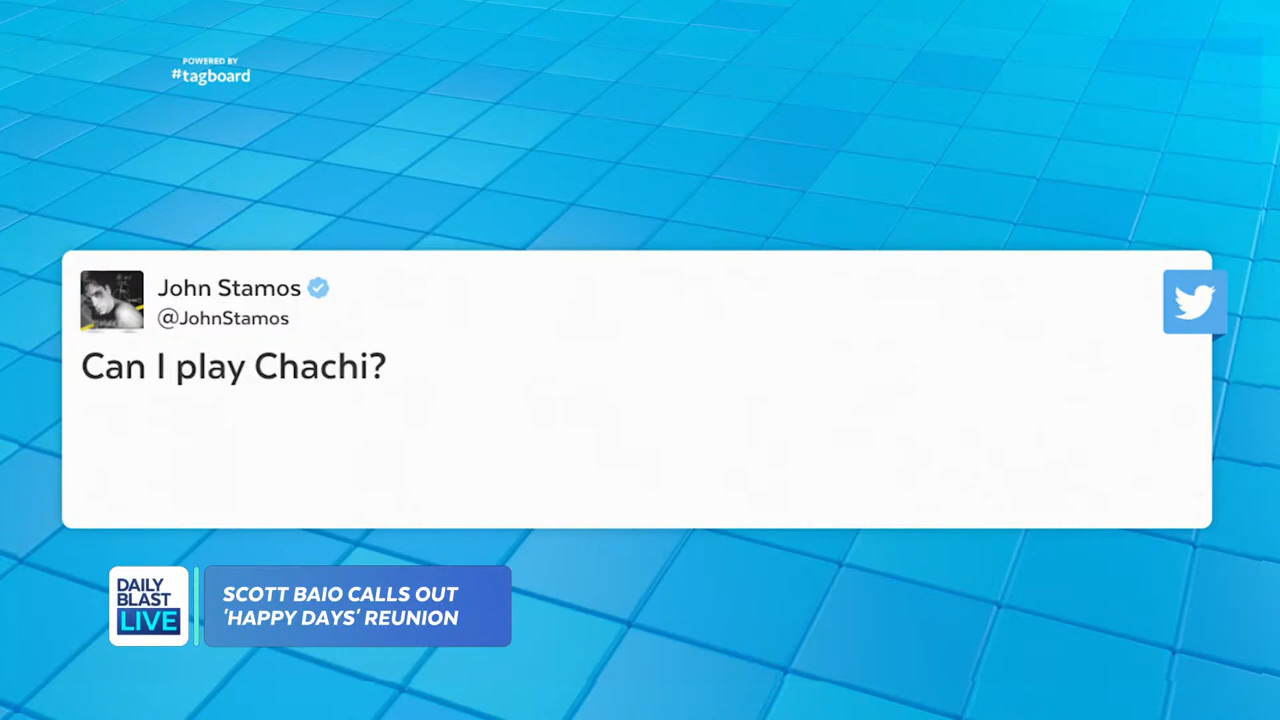 POWERED BY
#tagboard
John Stamos
@JohnStamos
Can I play Chachi?
DAILY
BLAST
LIVE
SCOTT BAIO CALLS OUT
'HAPPY DAYS' REUNION